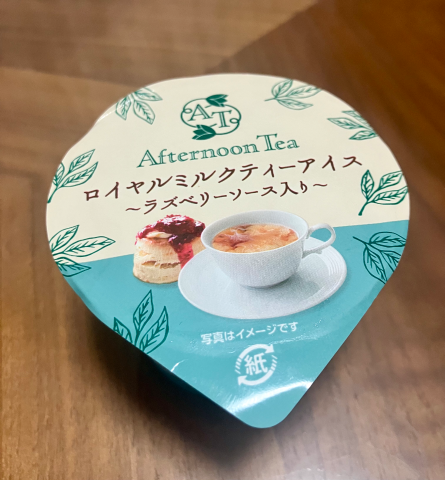 AT
Afternoon Tea
ロイヤルミルクティーアイス
～ラズベリーソース入り～
写真はイメージです
紙